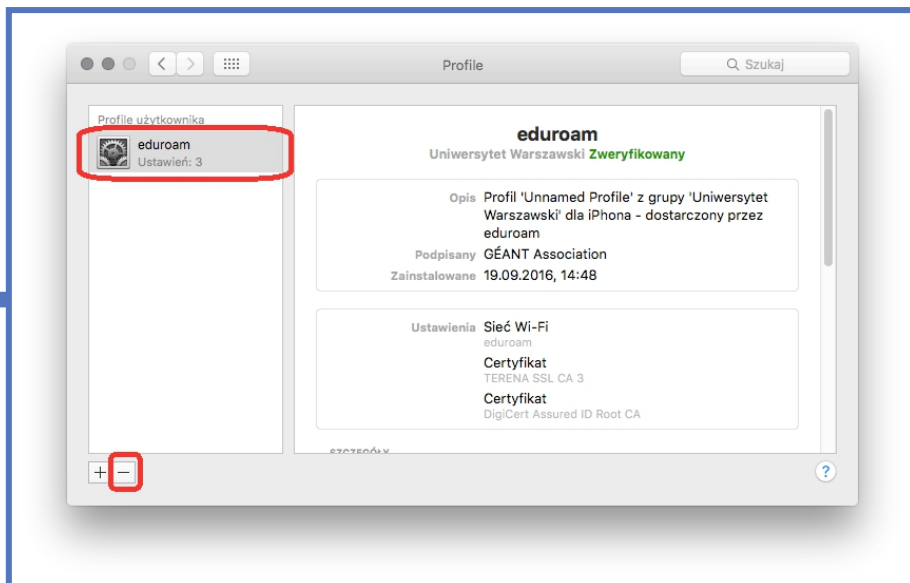 Profile
Szukaj
Profile użytkownika
eduroam
Ustawień: 3
eduroam
Uniwersytet Warszawski Zweryfikowany
Opis Profil 'Unnamed Profile' z grupy 'Uniwersytet
Warszawski' dla iPhona - dostarczony przez
eduroam
Podpisany GÉANT Association
Zainstalowane 19.09.2016, 14:48
Ustawienia Sieć Wi-Fi
eduroam
Certyfikat
TERENA SSL CA 3
Certyfikat
DigiCert Assured ID Root CA
SZCZEGÓŁY
+ −
?